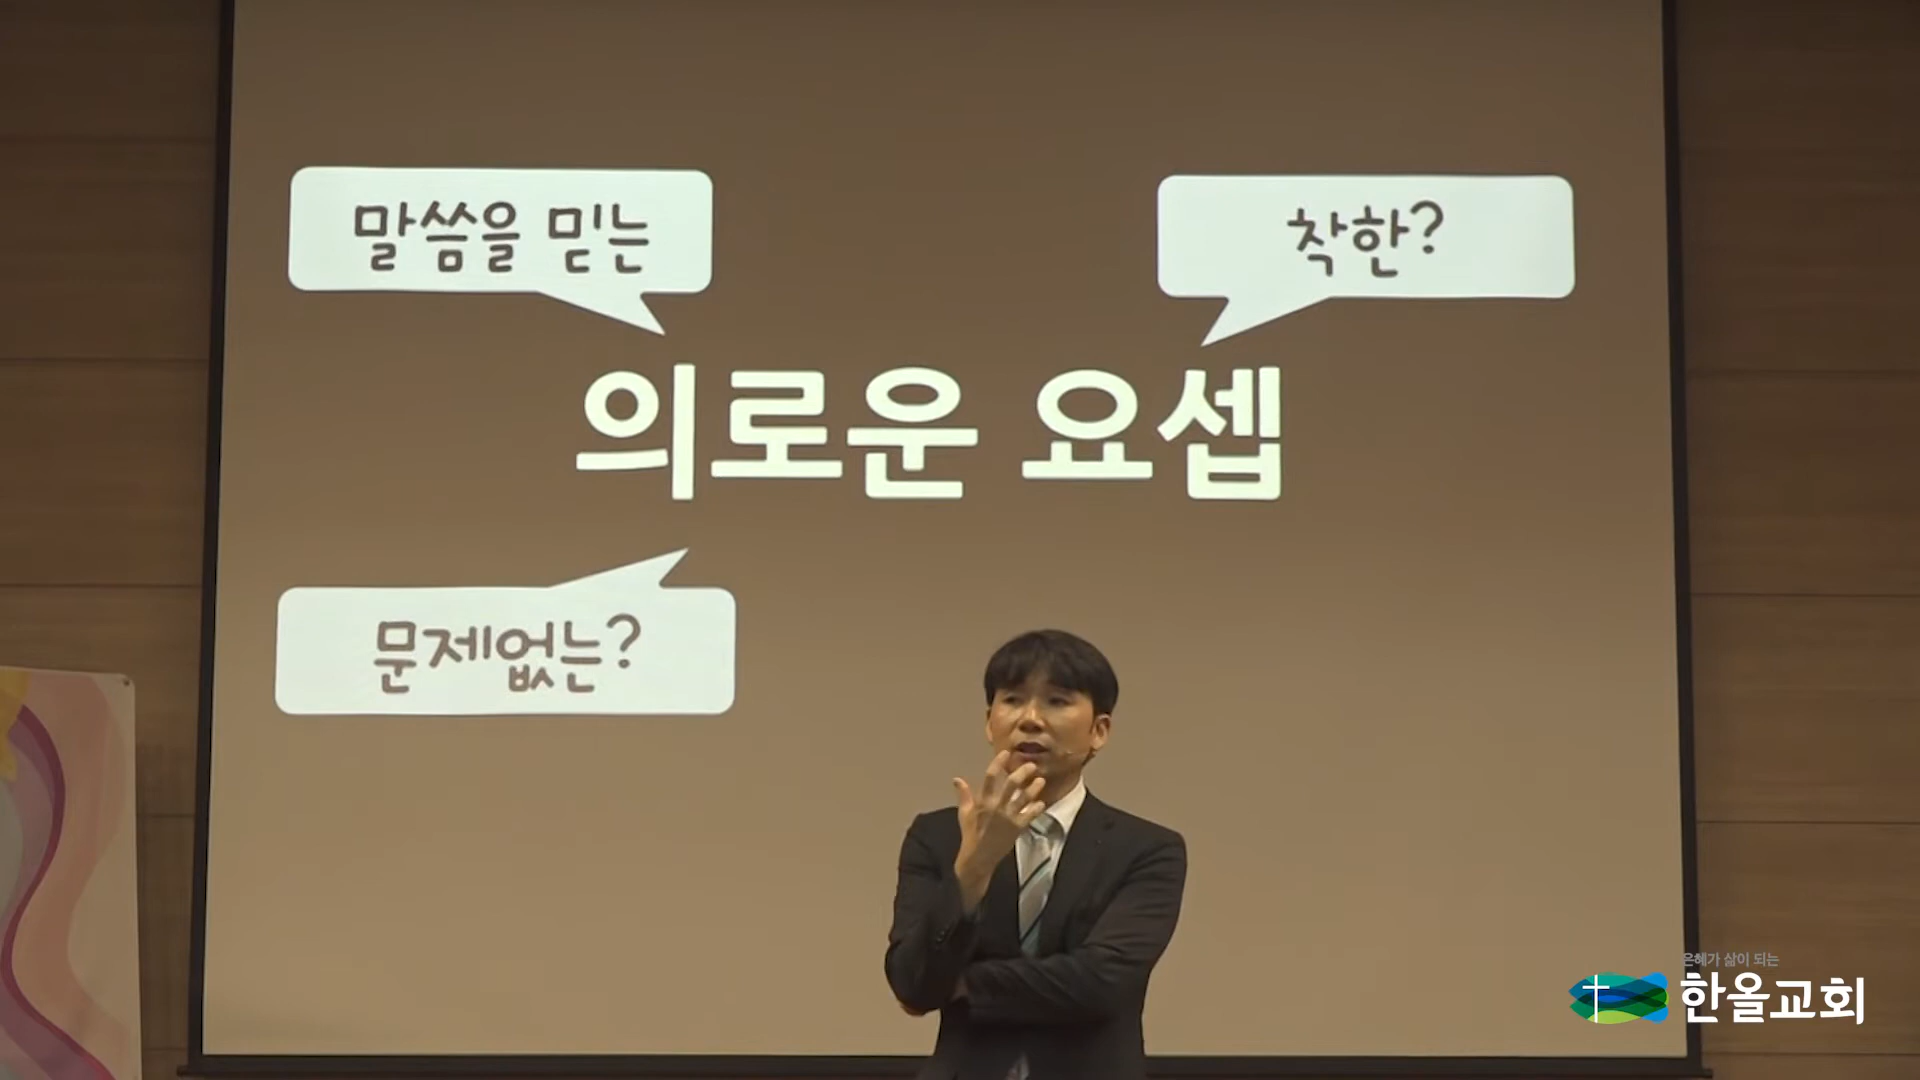 말씀을 믿는
착한?
의로운 요셉
문제없는?
은혜가 삶이 되는
한울교회